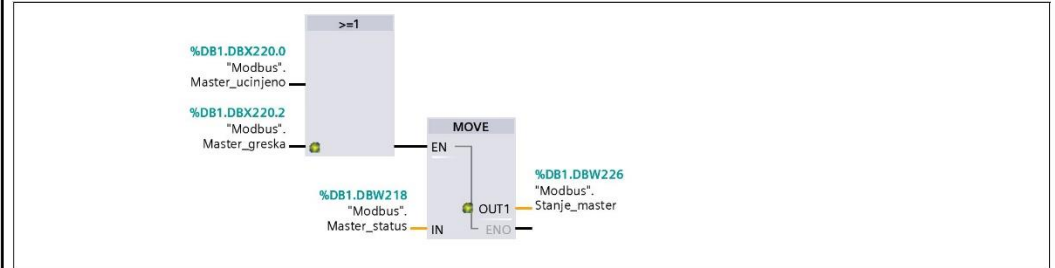 >=1
%DB1.DBX220.0
"Modbus".
Master_ucinjeno
%DB1.DBX220.2
"Modbus".
Master_greska
MOVE
EN
%DB1.DBW218
"Modbus".
Master_status
IN
%DB1.DBW226
"Modbus".
OUT1
Stanje_master
ENO